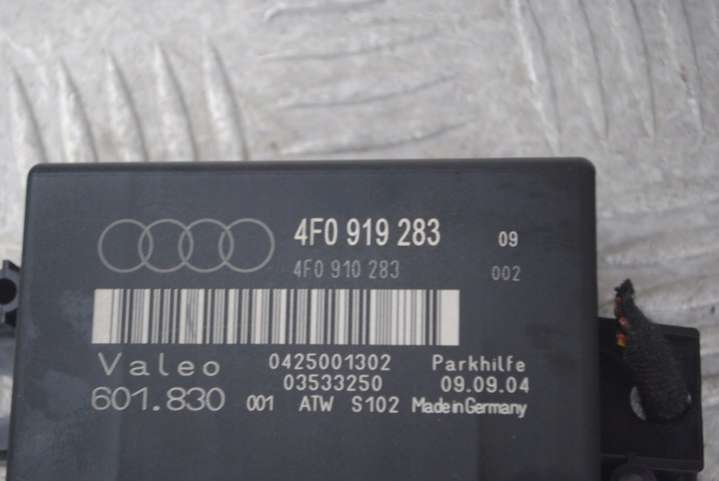 4F0 919 283 09
4F0 910 283 002
Valeo 0425001302 Parkhilfe
03533250 09.09.04
601.830 001 ATW S102 Made in Germany